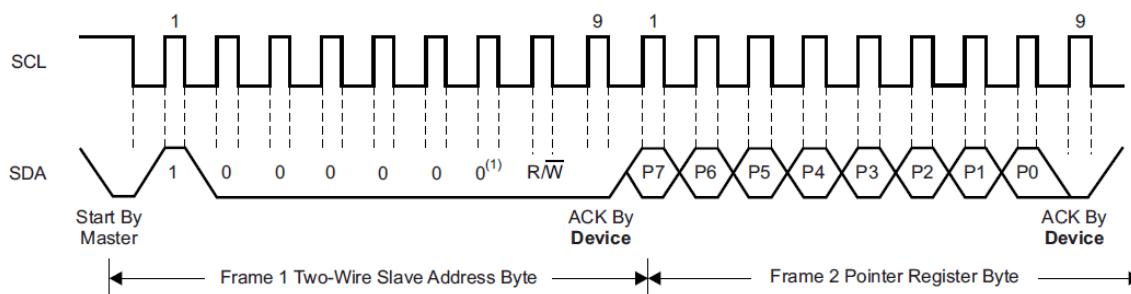 1 9 1 9
SCL
SDA 1 0 0 0 0 0 0(1) R/W̅ P7 P6 P5 P4 P3 P2 P1 P0
Start By
Master
ACK By
Device
ACK By
Device
Frame 1 Two-Wire Slave Address Byte Frame 2 Pointer Register Byte